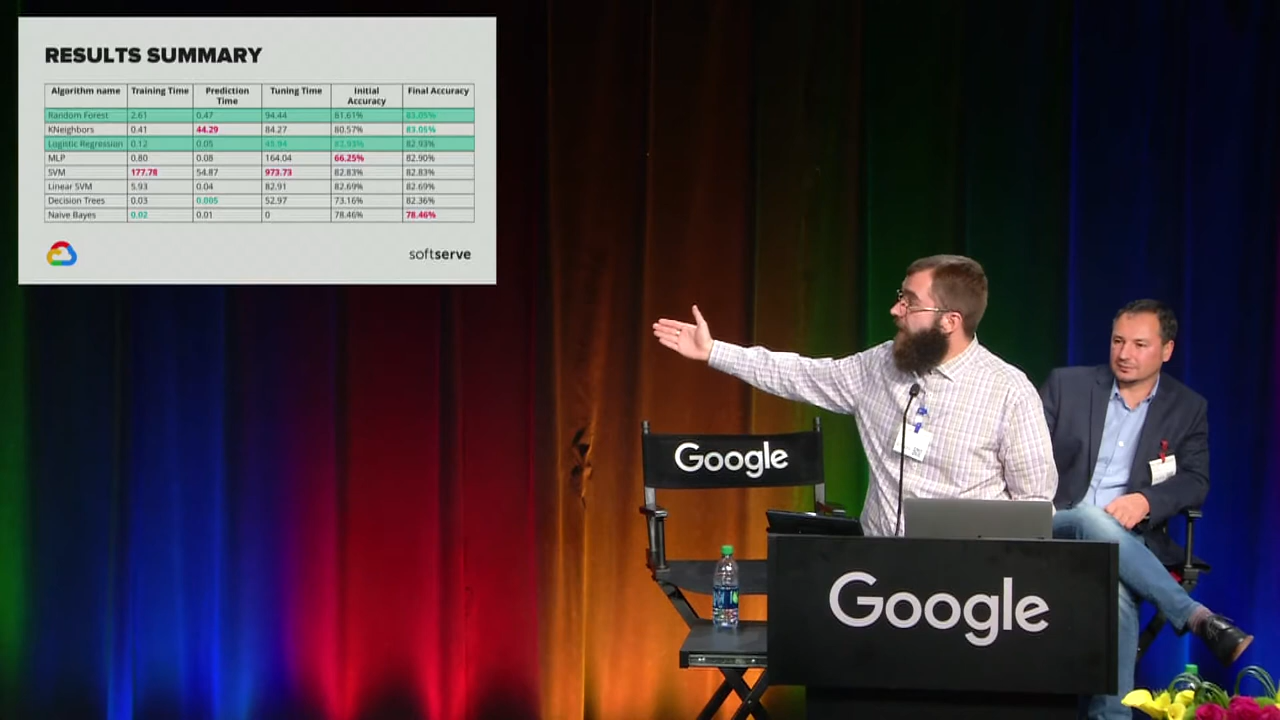 RESULTS SUMMARY
Algorithm name Training Time Prediction Time Tuning Time Initial Accuracy Final Accuracy
Random Forest 2.61 0.47 94.44 81.61% 83.05%
KNeighbors 0.41 44.29 84.27 80.57% 83.05%
Logistic Regression 0.12 0.05 82.93%
MLP 0.80 0.08 164.04 66.25% 82.90%
SVM 177.78 54.87 973.73 82.83% 82.83%
Linear SVM 5.93 0.04 82.91 82.69% 82.69%
Decision Trees 0.03 0.005 52.97 73.16% 82.36%
Naive Bayes 0.02 0.01 0 78.46% 78.46%
softserve
Google
Google